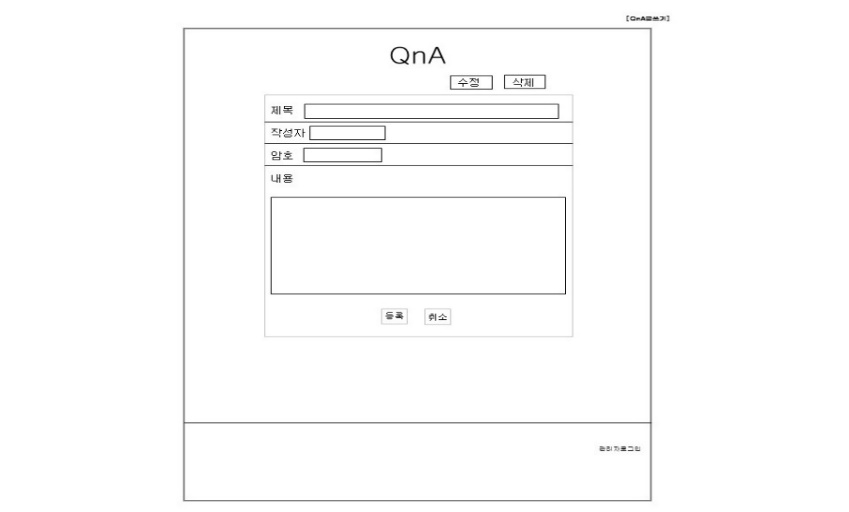 [QnA글쓰기]
QnA
수정 삭제
제목
작성자
암호
내용
등록 취소
관리자로그인